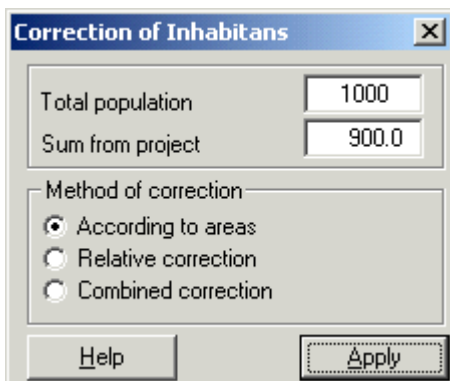 Correction of Inhabitans
Total population 1000
Sum from project 900.0
Method of correction
According to areas
Relative correction
Combined correction
Help Apply